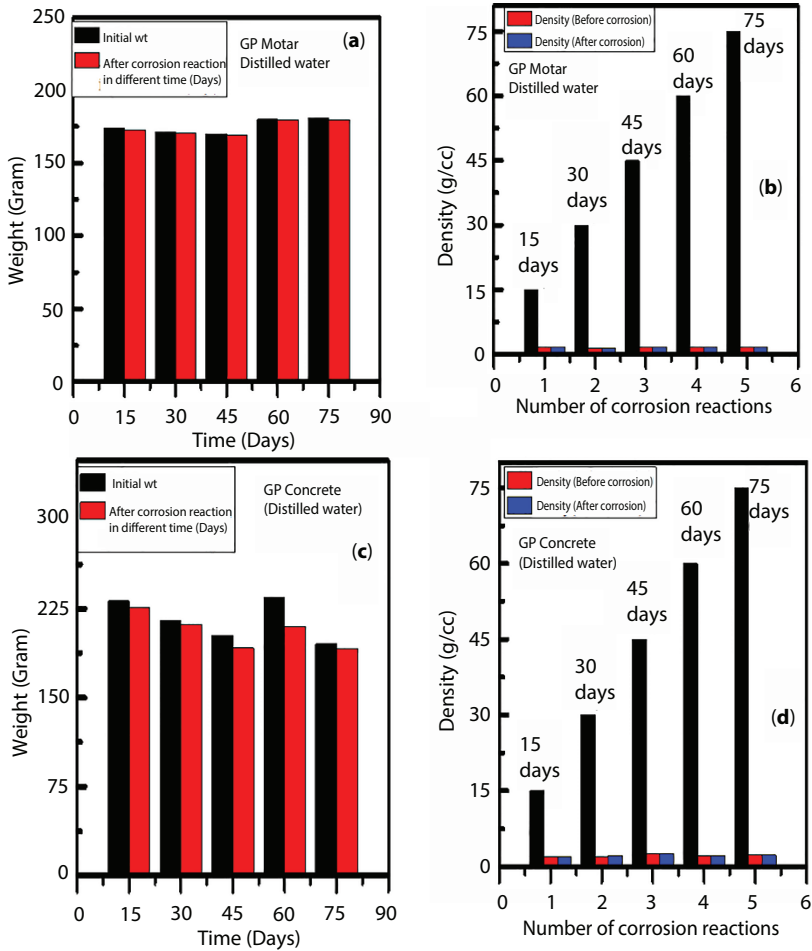 250
200
175
100
50
0
Weight (Gram)
Initial wt
After corrosion reaction
in different time (Days)
GP Motar
Distilled water
(a)
0 15 30 45 60 75 90
Time (Days)
75
60
45
30
15
0
Density (g/cc)
Density (Before corrosion)
Density (After corrosion)
GP Motar
Distilled water
15
days
30
days
45
days
60
days
75
days
(b)
0 1 2 3 4 5 6
Number of corrosion reactions
300
225
150
75
0
Weight (Gram)
Initial wt
After corrosion reaction
in different time (Days)
GP Concrete
(Distilled water)
(c)
0 15 30 45 60 75 90
Time (Days)
75
60
45
30
15
0
Density (g/cc)
Density (Before corrosion)
Density (After corrosion)
GP Concrete
(Distilled water)
15
days
30
days
45
days
60
days
75
days
(d)
0 1 2 3 4 5 6
Number of corrosion reactions